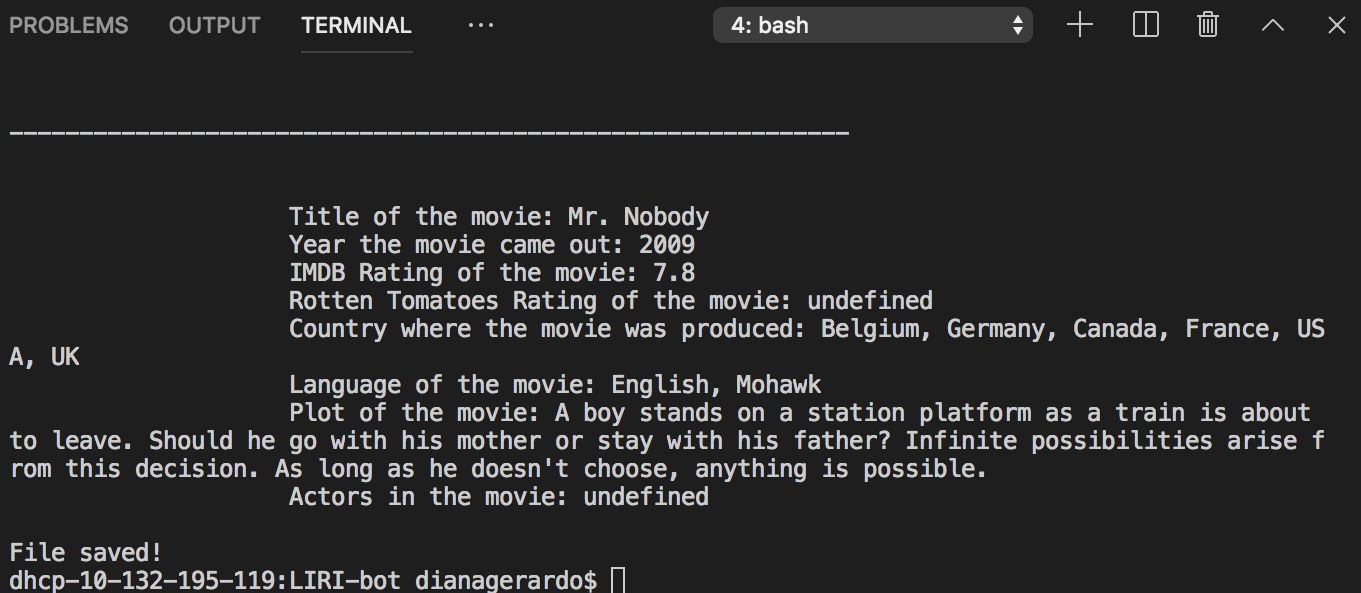 PROBLEMS OUTPUT TERMINAL ··· 4: bash
------------------------------------------------------------
Title of the movie: Mr. Nobody
Year the movie came out: 2009
IMDB Rating of the movie: 7.8
Rotten Tomatoes Rating of the movie: undefined
Country where the movie was produced: Belgium, Germany, Canada, France, US
A, UK
Language of the movie: English, Mohawk
Plot of the movie: A boy stands on a station platform as a train is about
to leave. Should he go with his mother or stay with his father? Infinite possibilities arise f
rom this decision. As long as he doesn't choose, anything is possible.
Actors in the movie: undefined
File saved!
dhcp-10-132-195-119:LIRI-bot dianagerardo$